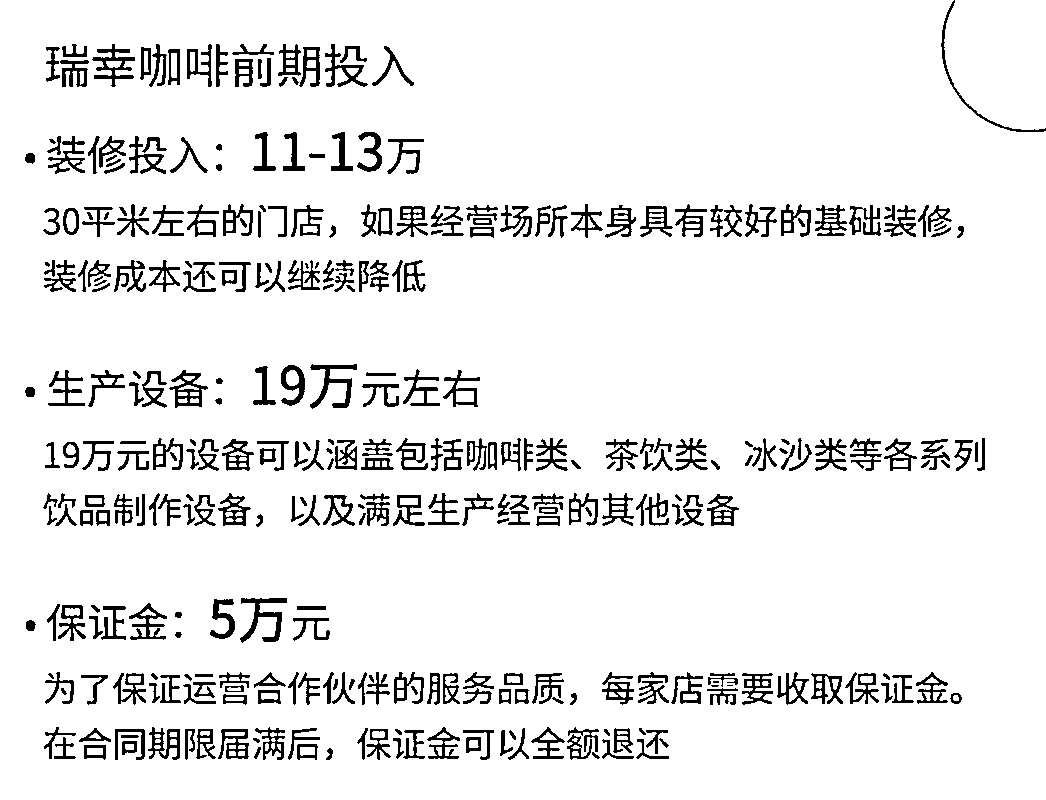 瑞幸咖啡前期投入
• 装修投入：11-13万
30平米左右的门店，如果经营场所本身具有较好的基础装修，
装修成本还可以继续降低
• 生产设备：19万元左右
19万元的设备可以涵盖包括咖啡类、茶饮类、冰沙类等各系列
饮品制作设备，以及满足生产经营的其他设备
• 保证金：5万元
为了保证运营合作伙伴的服务品质，每家店需要收取保证金。
在合同期限届满后，保证金可以全额退还